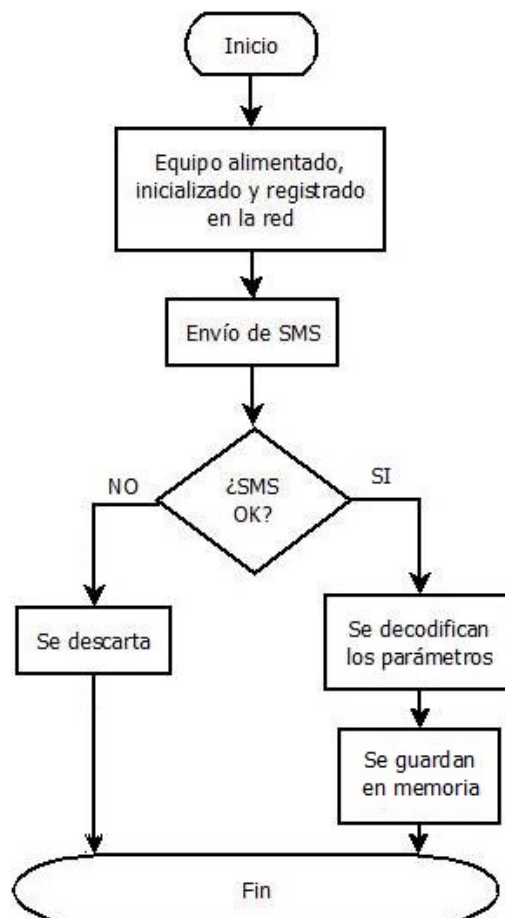 Inicio
Equipo alimentado,
inicializado y registrado
en la red
Envío de SMS
¿SMS
OK?
NO
SI
Se descarta
Se decodifican
los parámetros
Se guardan
en memoria
Fin